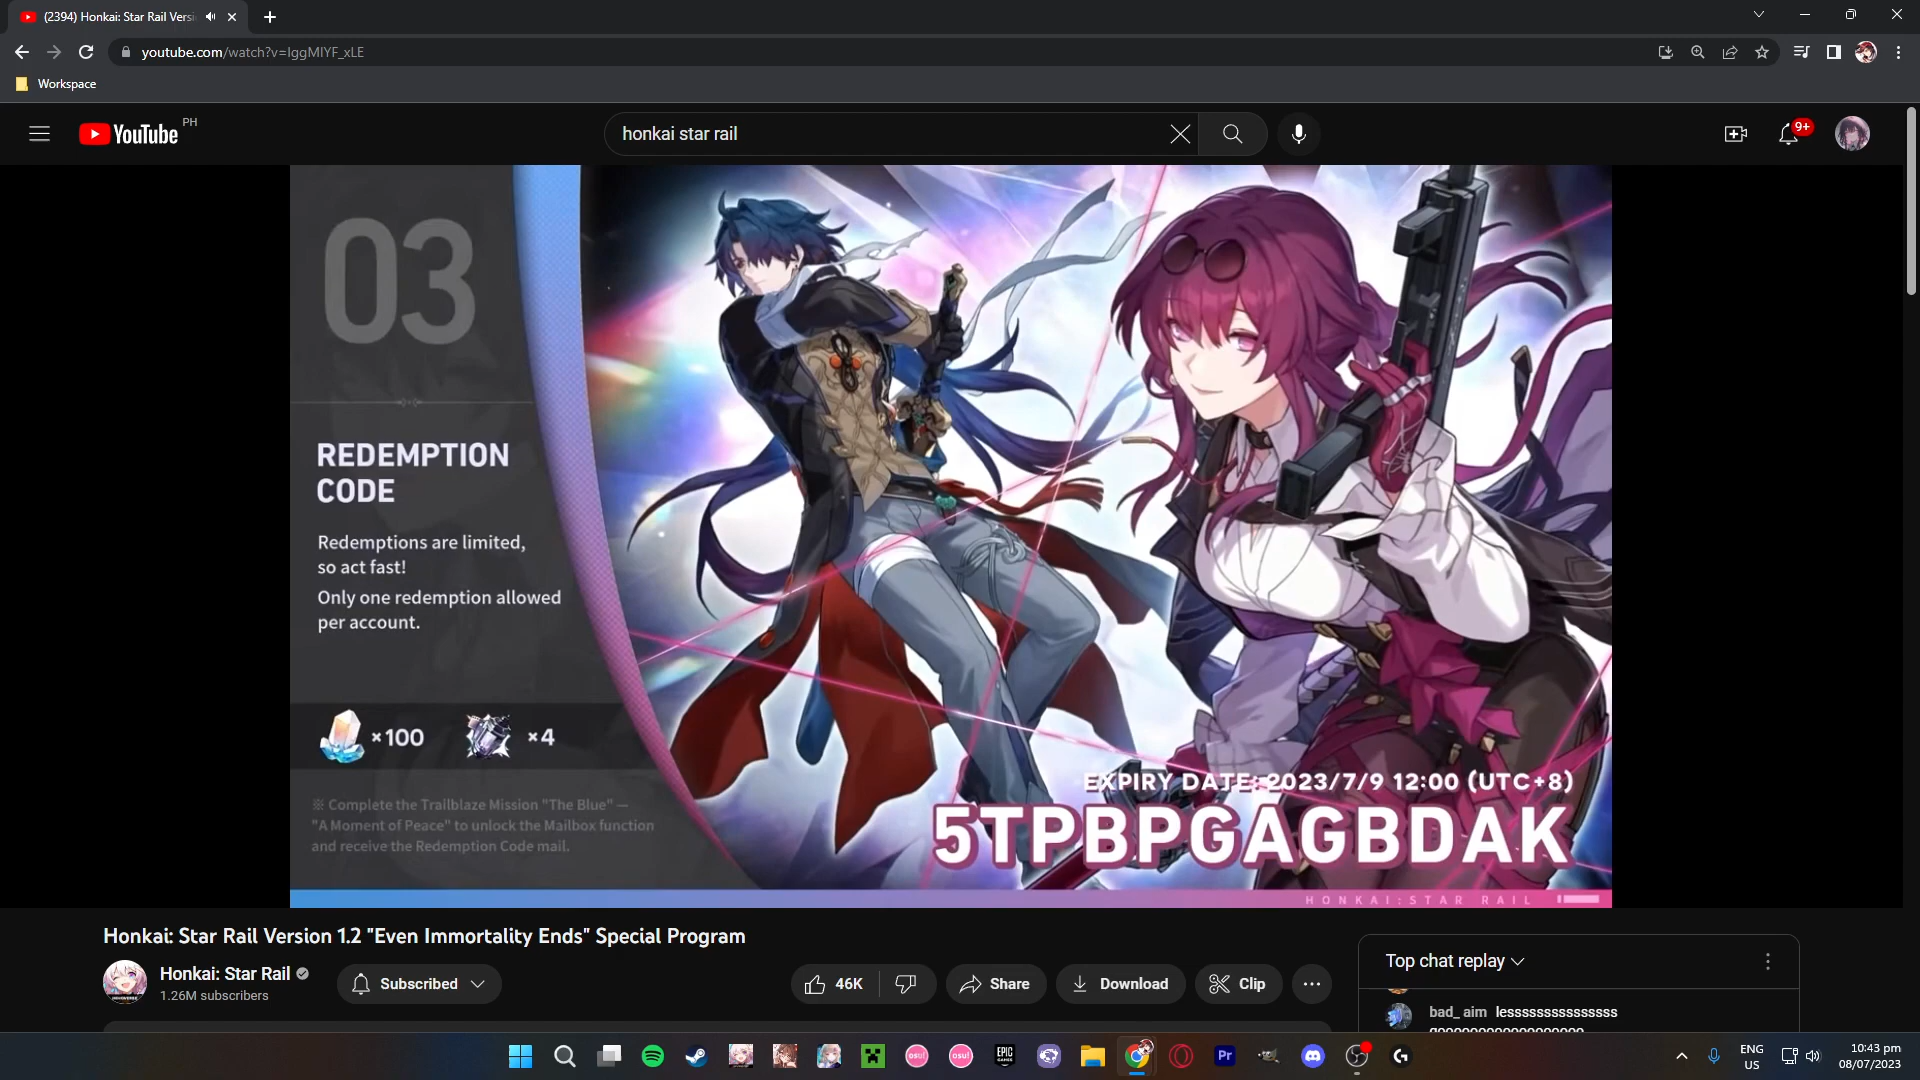 (2394) Honkai: Star Rail Versi
youtube.com/watch?v=IggMIYF_xLE
Workspace
YouTube PH
honkai star rail
9+
03
REDEMPTION
CODE
Redemptions are limited,
so act fast!
Only one redemption allowed
per account.
×100 ×4
※ Complete the Trailblaze Mission "The Blue" —
"A Moment of Peace" to unlock the Mailbox function
and receive the Redemption Code mail.
EXPIRY DATE: 2023/7/9 12:00 (UTC+8)
5TPBPGAGBDAK
HONKAI:STAR RAIL
Honkai: Star Rail Version 1.2 "Even Immortality Ends" Special Program
Honkai: Star Rail
1.26M subscribers
Subscribed
46K
Share
Download
Clip
Top chat replay
bad_aim lesssssssssssssss
osu!
osu!
EPIC
GAMES
Pr
ENG
US
10:43 pm
08/07/2023